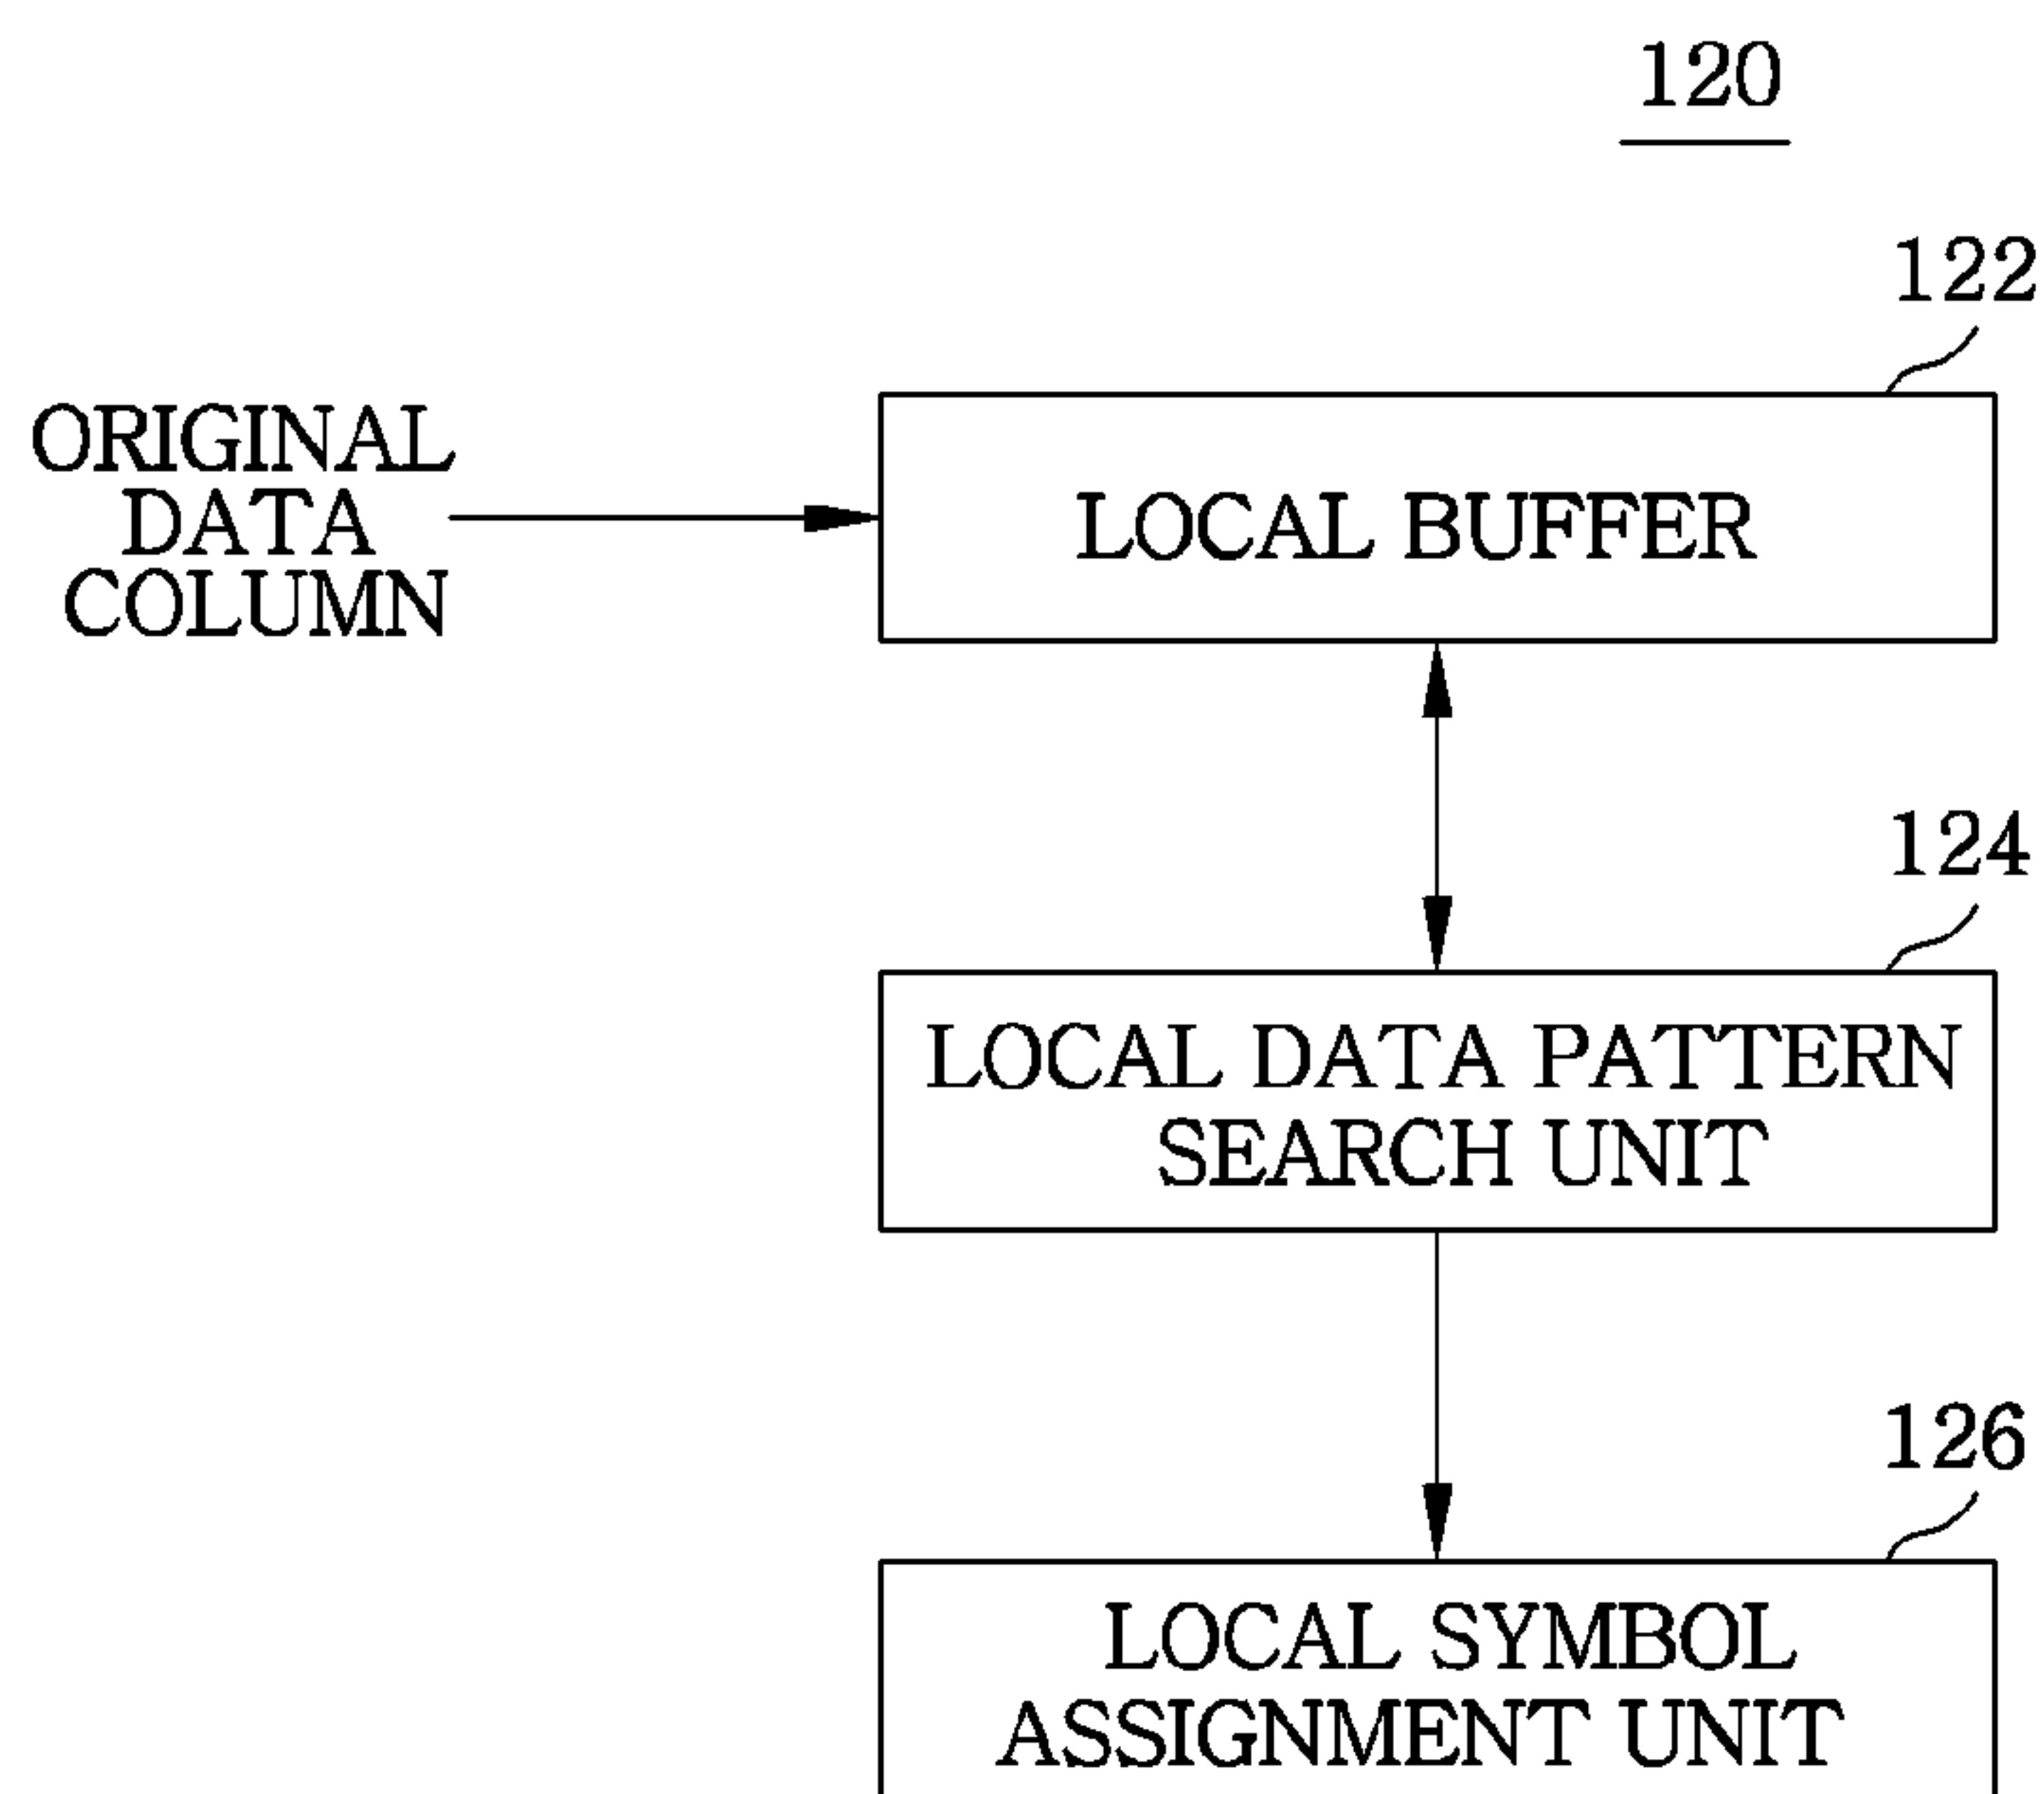 120
122
ORIGINAL
DATA
COLUMN
LOCAL BUFFER
124
LOCAL DATA PATTERN
SEARCH UNIT
126
LOCAL SYMBOL
ASSIGNMENT UNIT